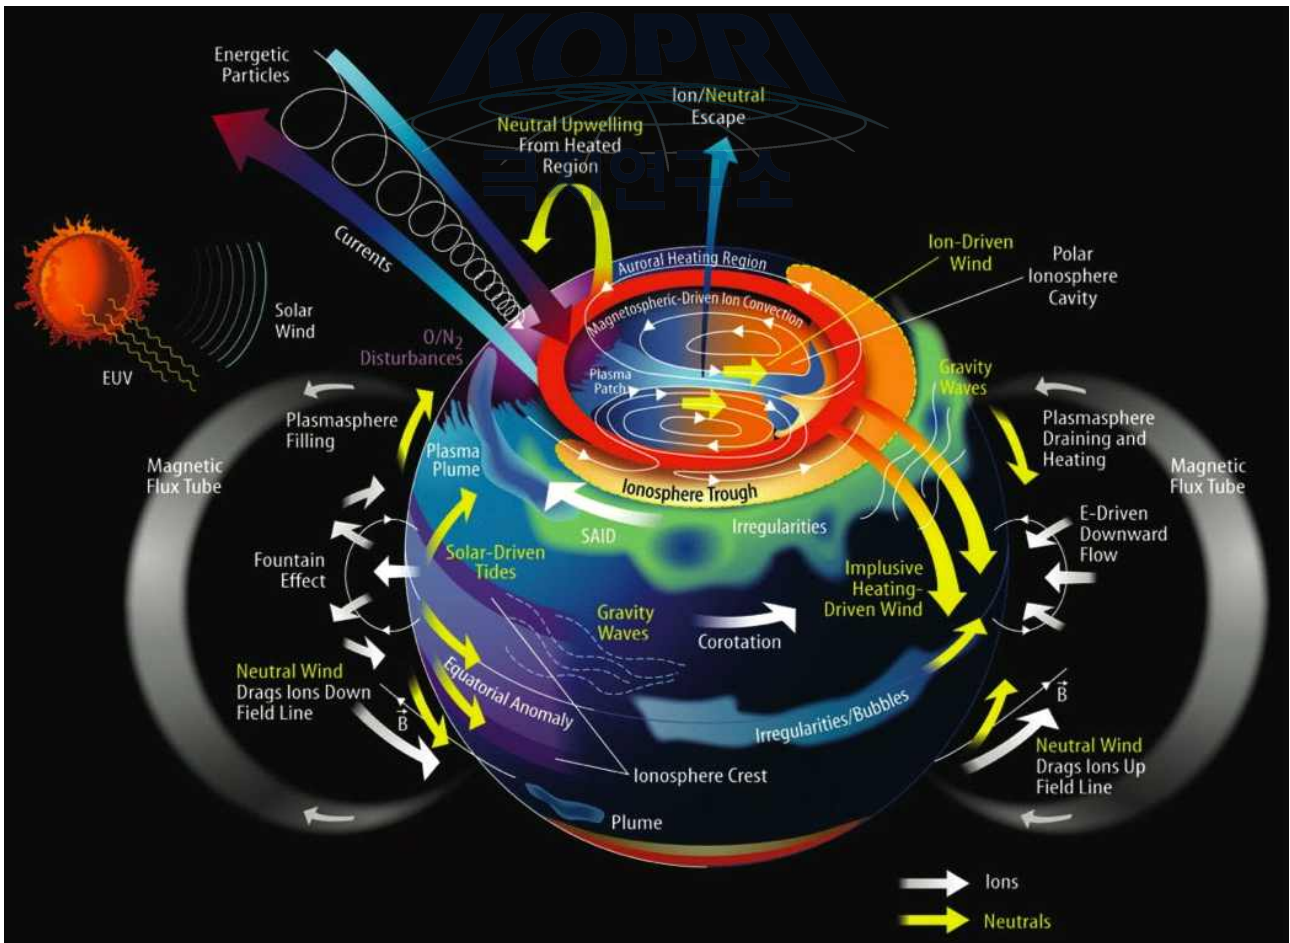 KOPRI
극지연구소
Energetic
Particles
Ion/Neutral
Escape
Neutral Upwelling
From Heated
Region
Currents
Auroral Heating Region
Ion-Driven
Wind
Polar
Ionosphere
Cavity
Magnetospheric-Driven Ion Convection
Solar
Wind
EUV
O/N2
Disturbances
Plasma
Patch
Gravity
Waves
Plasmasphere
Filling
Plasmasphere
Draining and
Heating
Magnetic
Flux Tube
Plasma
Plume
Magnetic
Flux Tube
Ionosphere Trough
SAID
Irregularities
E-Driven
Downward
Flow
Fountain
Effect
Solar-Driven
Tides
Implusive
Heating-
Driven Wind
Gravity
Waves
Corotation
Neutral Wind
Drags Ions Down
Field Line
B
Equatorial Anomaly
Irregularities/Bubbles
B
Neutral Wind
Drags Ions Up
Field Line
Ionosphere Crest
Plume
Ions
Neutrals